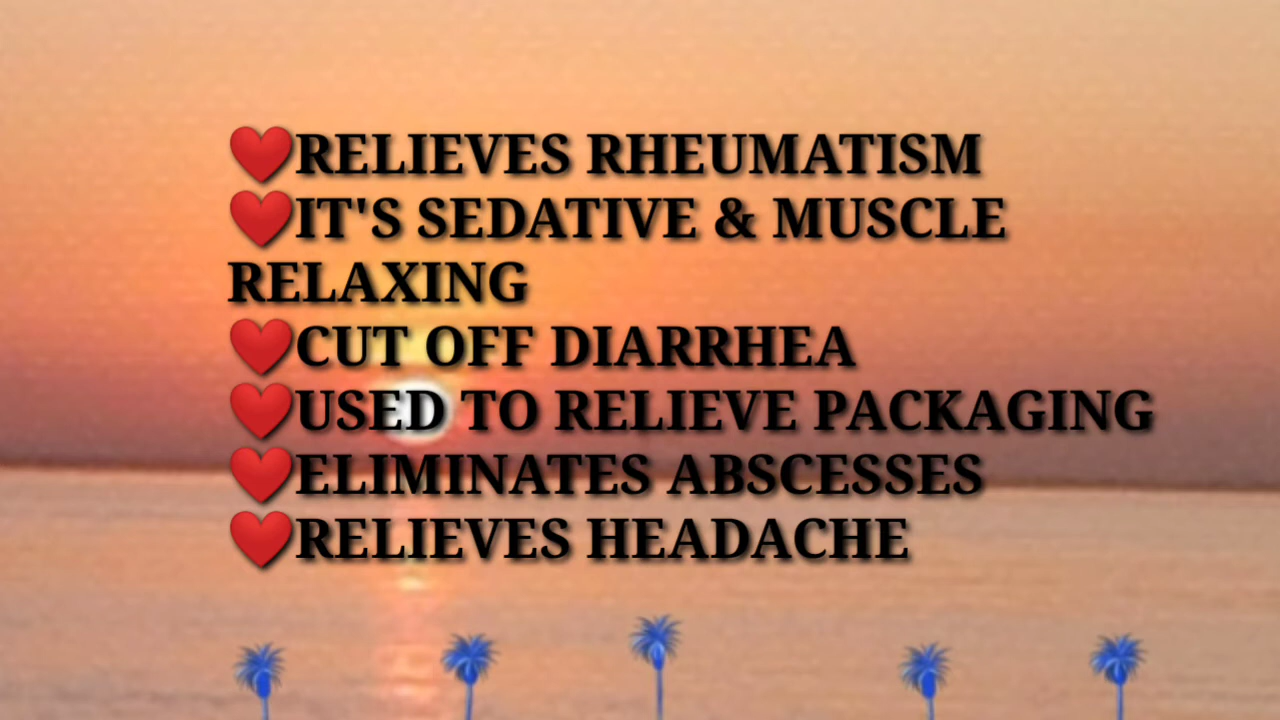 ❤️RELIEVES RHEUMATISM
❤️IT'S SEDATIVE & MUSCLE
RELAXING
❤️CUT OFF DIARRHEA
❤️USED TO RELIEVE PACKAGING
❤️ELIMINATES ABSCESSES
❤️RELIEVES HEADACHE